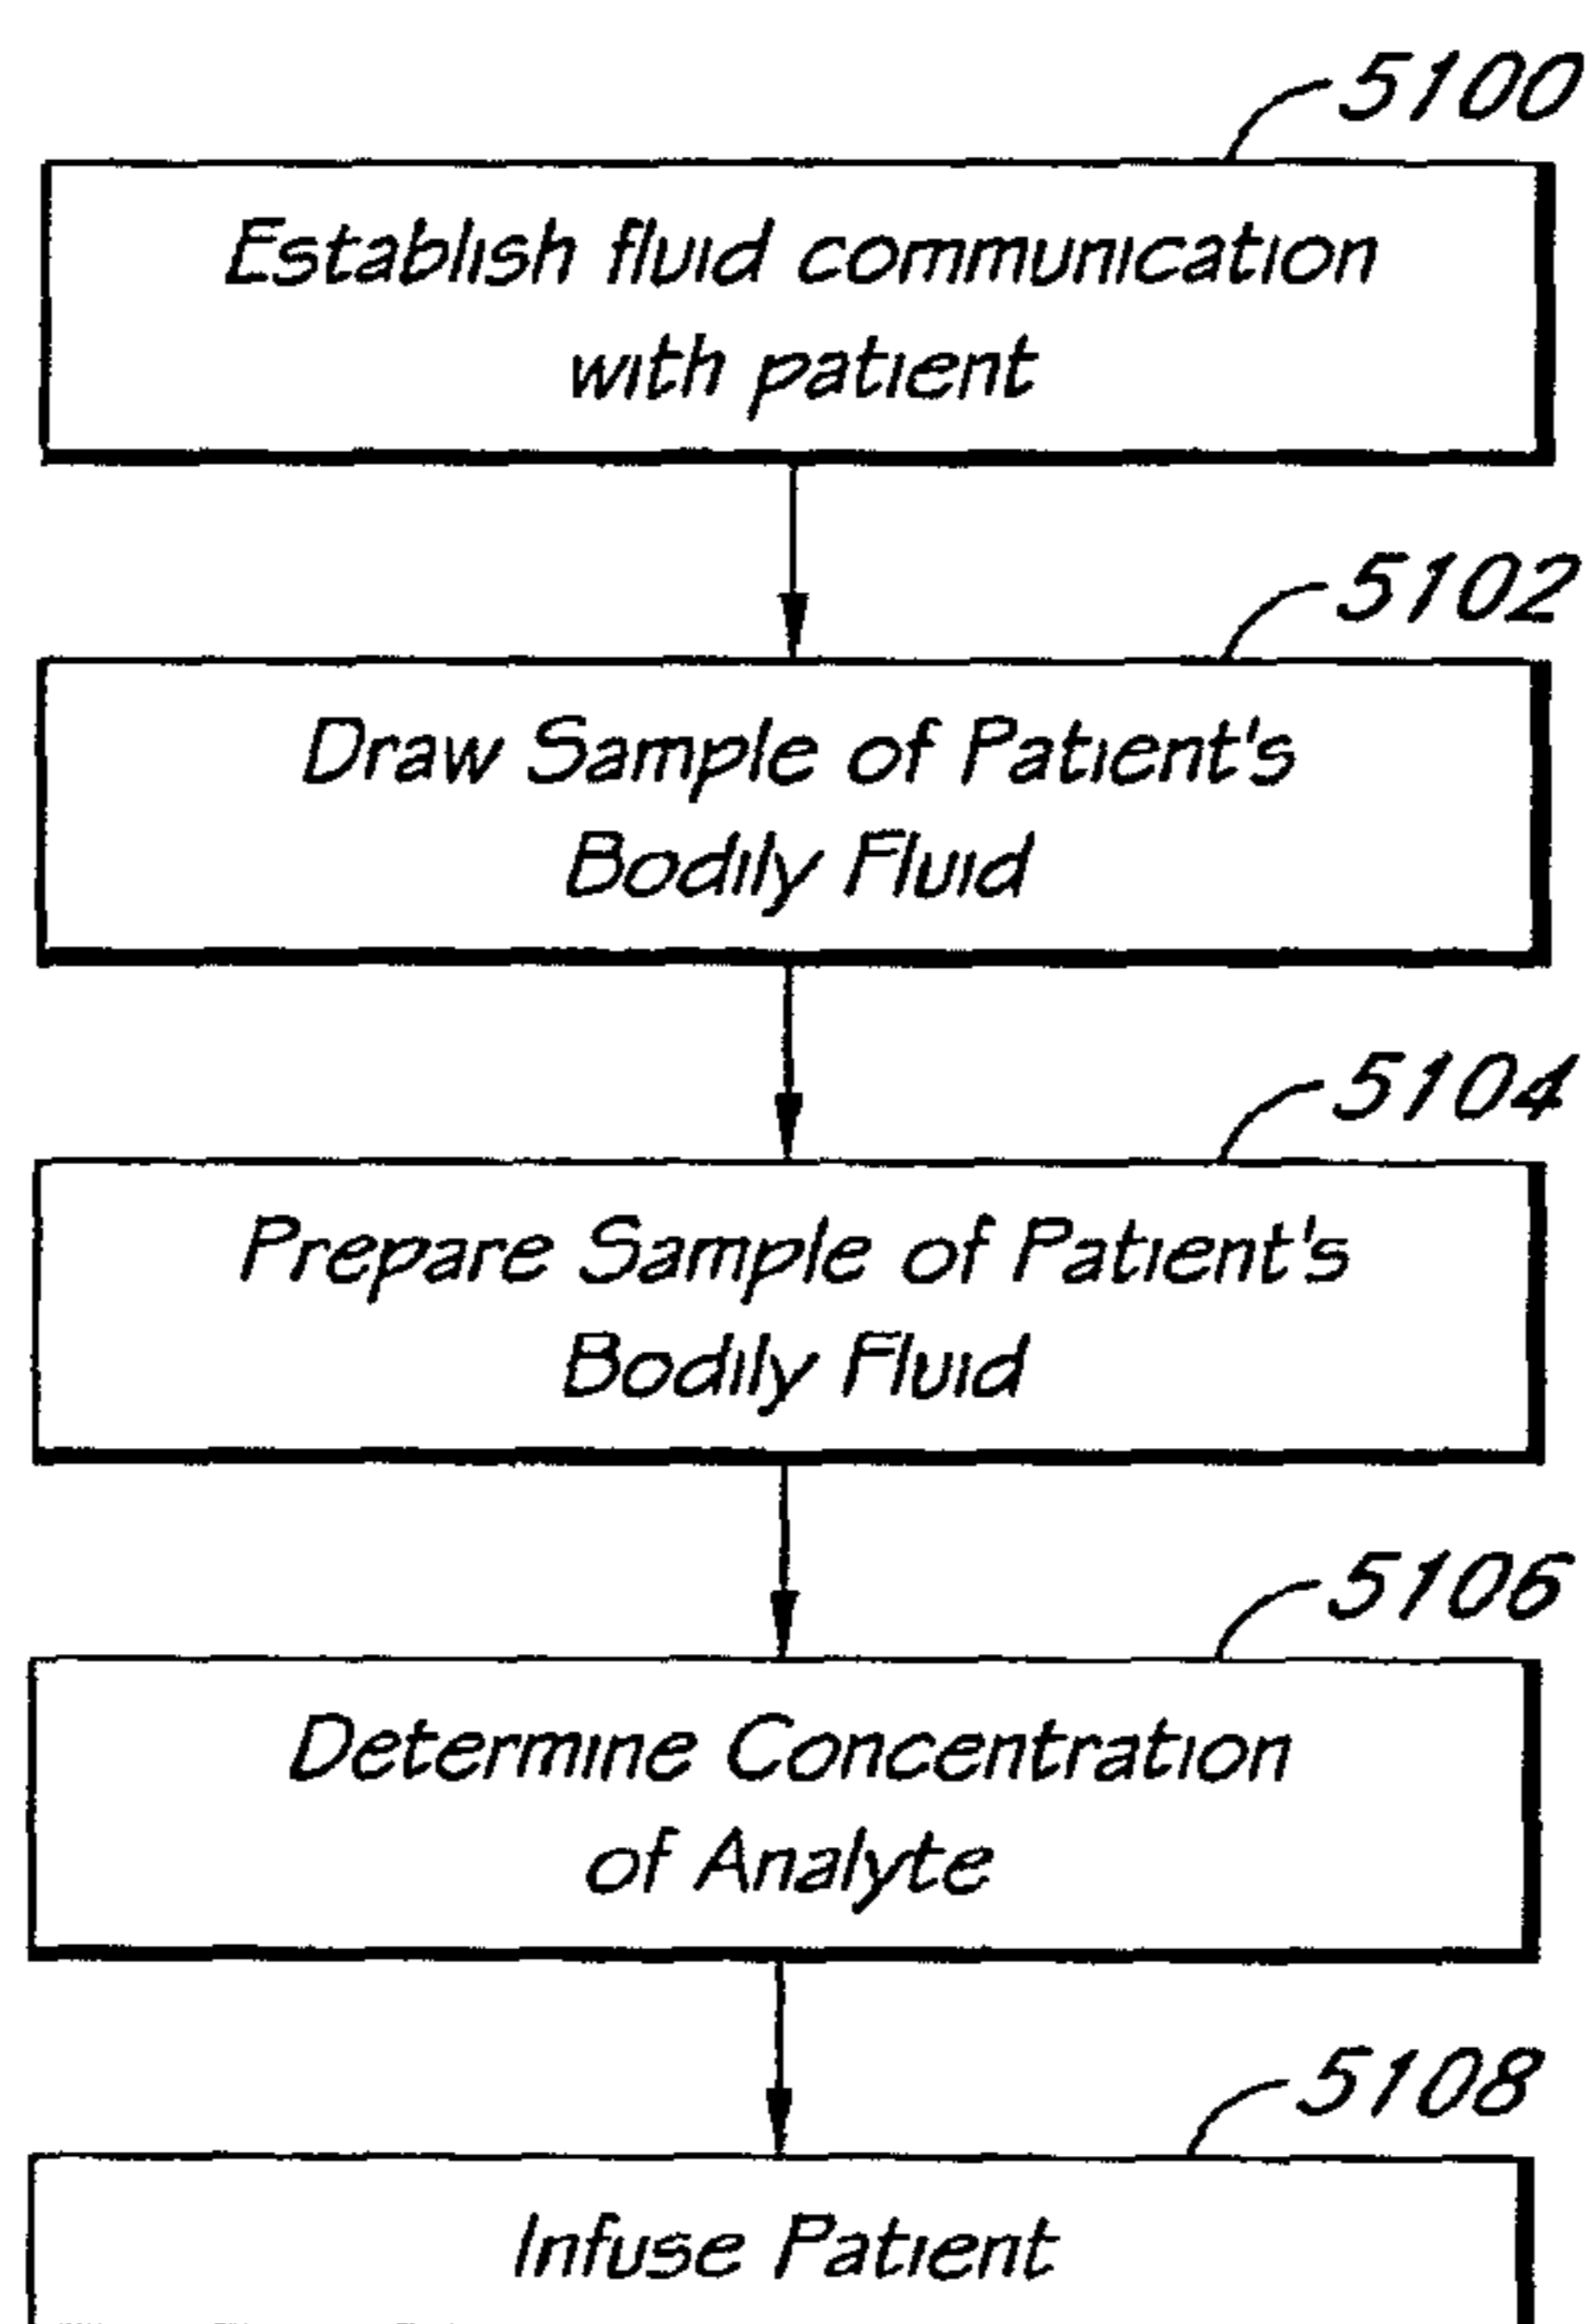 5100
Establish fluid communication
with patient
5102
Draw Sample of Patient's
Bodily Fluid
5104
Prepare Sample of Patient's
Bodily Fluid
5106
Determine Concentration
of Analyte
5108
Infuse Patient